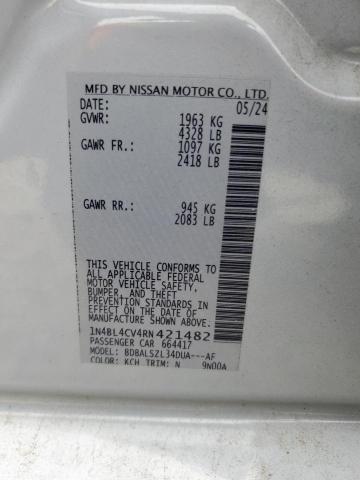 MFD BY NISSAN MOTOR CO., LTD.
DATE: 05/24
GVWR: 1963 KG
4328 LB
GAWR FR.: 1097 KG
2418 LB
GAWR RR.: 945 KG
2083 LB
THIS VEHICLE CONFORMS TO
ALL APPLICABLE FEDERAL
MOTOR VEHICLE SAFETY,
BUMPER, AND THEFT
PREVENTION STANDARDS IN
EFFECT ON THE DATE OF
MANUFACTURE SHOWN ABOVE.
1N4BL4CV4RN421482
PASSENGER CAR 664417
MODEL: BDBALSZL34DUA---AF
COLOR: KCH TRIM: N 9N00A